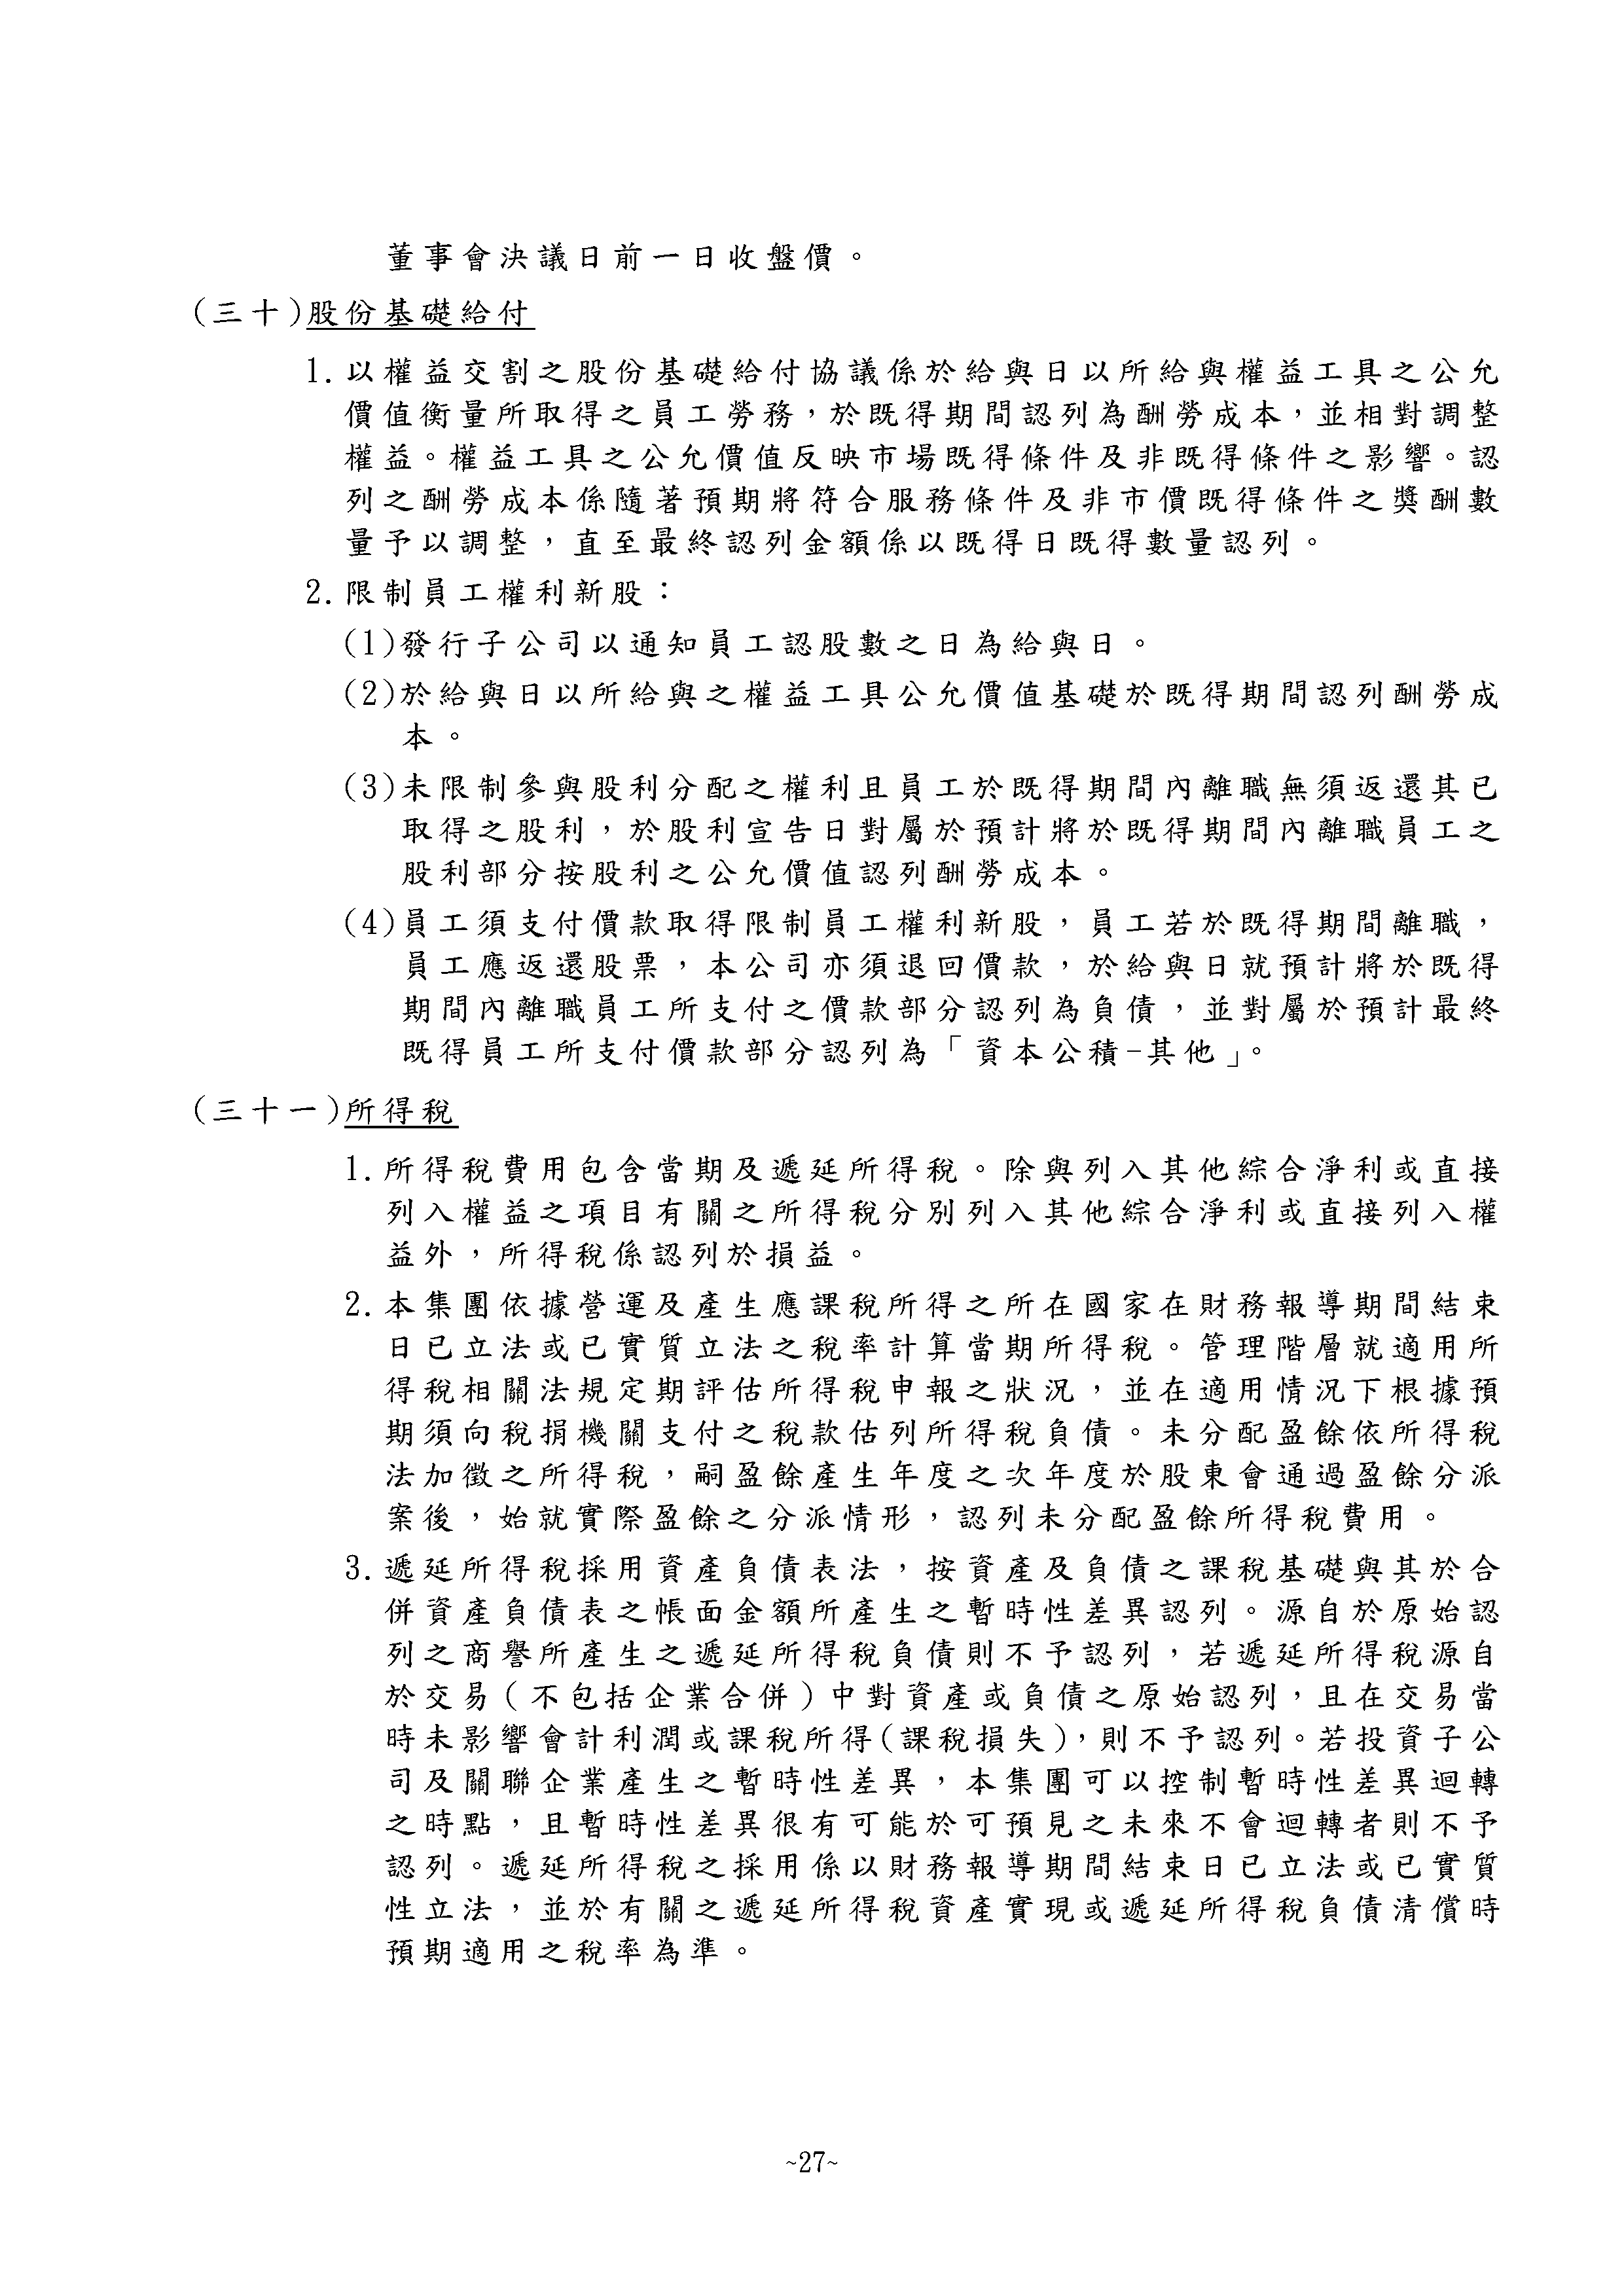 董事會決議日前一日收盤價。
(三十)股份基礎給付
1.以權益交割之股份基礎給付協議係於給與日以所給與權益工具之公允
價值衡量所取得之員工勞務，於既得期間認列為酬勞成本，並相對調整
權益。權益工具之公允價值反映市場既得條件及非既得條件之影響。認
列之酬勞成本係隨著預期將符合服務條件及非市價既得條件之獎酬數
量予以調整，直至最終認列金額係以既得日既得數量認列。
2.限制員工權利新股：
(1)發行子公司以通知員工認股數之日為給與日。
(2)於給與日以所給與之權益工具公允價值基礎於既得期間認列酬勞成
本。
(3)未限制參與股利分配之權利且員工於既得期間內離職無須返還其已
取得之股利，於股利宣告日對屬於預計將於既得期間內離職員工之
股利部分按股利之公允價值認列酬勞成本。
(4)員工須支付價款取得限制員工權利新股，員工若於既得期間離職，
員工應返還股票，本公司亦須退回價款，於給與日就預計將於既得
期間內離職員工所支付之價款部分認列為負債，並對屬於預計最終
既得員工所支付價款部分認列為「資本公積-其他」。
(三十一)所得稅
1.所得稅費用包含當期及遞延所得稅。除與列入其他綜合淨利或直接
列入權益之項目有關之所得稅分別列入其他綜合淨利或直接列入權
益外，所得稅係認列於損益。
2.本集團依據營運及產生應課稅所得之所在國家在財務報導期間結束
日已立法或已實質立法之稅率計算當期所得稅。管理階層就適用所
得稅相關法規定期評估所得稅申報之狀況，並在適用情況下根據預
期須向稅捐機關支付之稅款估列所得稅負債。未分配盈餘依所得稅
法加徵之所得稅，嗣盈餘產生年度之次年度於股東會通過盈餘分派
案後，始就實際盈餘之分派情形，認列未分配盈餘所得稅費用。
3.遞延所得稅採用資產負債表法，按資產及負債之課稅基礎與其於合
併資產負債表之帳面金額所產生之暫時性差異認列。源自於原始認
列之商譽所產生之遞延所得稅負債則不予認列，若遞延所得稅源自
於交易(不包括企業合併)中對資產或負債之原始認列，且在交易當
時未影響會計利潤或課稅所得(課稅損失)，則不予認列。若投資子公
司及關聯企業產生之暫時性差異，本集團可以控制暫時性差異迴轉
之時點，且暫時性差異很有可能於可預見之未來不會迴轉者則不予
認列。遞延所得稅之採用係以財務報導期間結束日已立法或已實質
性立法，並於有關之遞延所得稅資產實現或遞延所得稅負債清償時
預期適用之稅率為準。
~27~